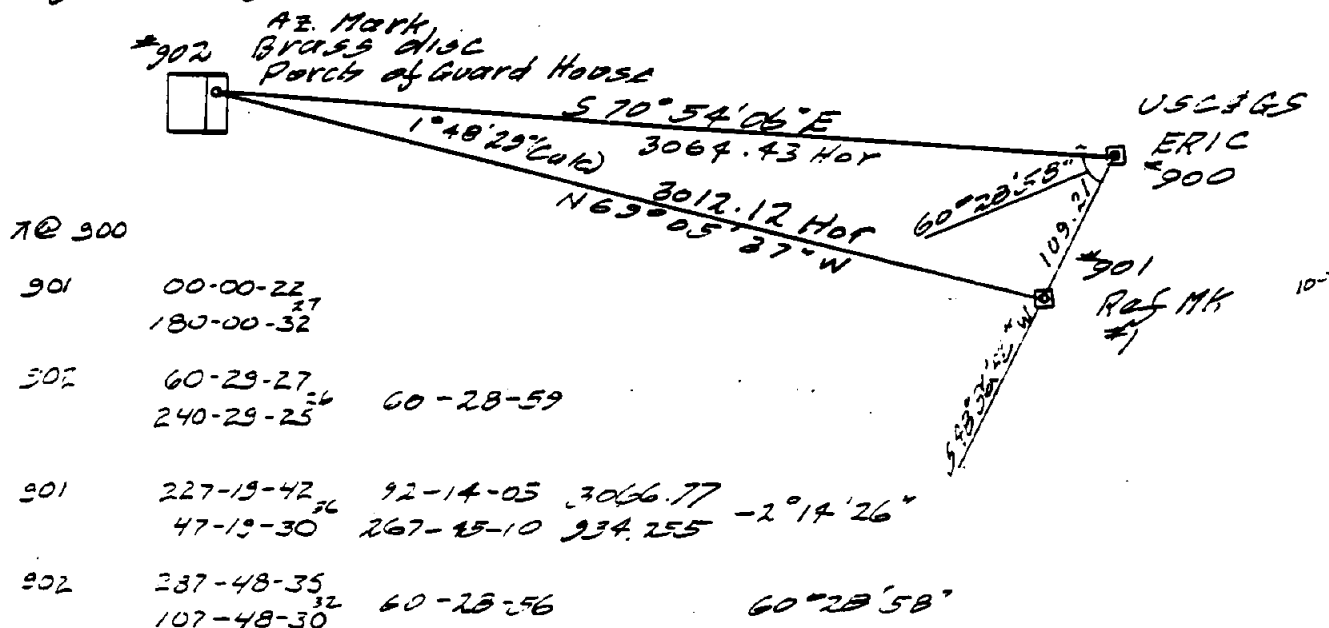 Az. Mark
#902 Brass disc
Porch of Guard House
S 70° 54' 06" E
3064.43 Hor
1° 48' 29" (calc)
3012.12 Hor
N 69° 05' 37" W
USC&GS
ERIC
#900
60° 28' 58"
109.21
#901
Ref MK
#1
10-
⊼@ 900
901 00-00-22
27
180-00-32
902 60-29-27
26
240-29-25 60-28-59
901 227-19-42 92-14-05 3066.77
36
47-19-30 267-45-10 934.255 -2° 14' 26"
902 287-48-35
32
107-48-30 60-28-56 60° 28' 58"